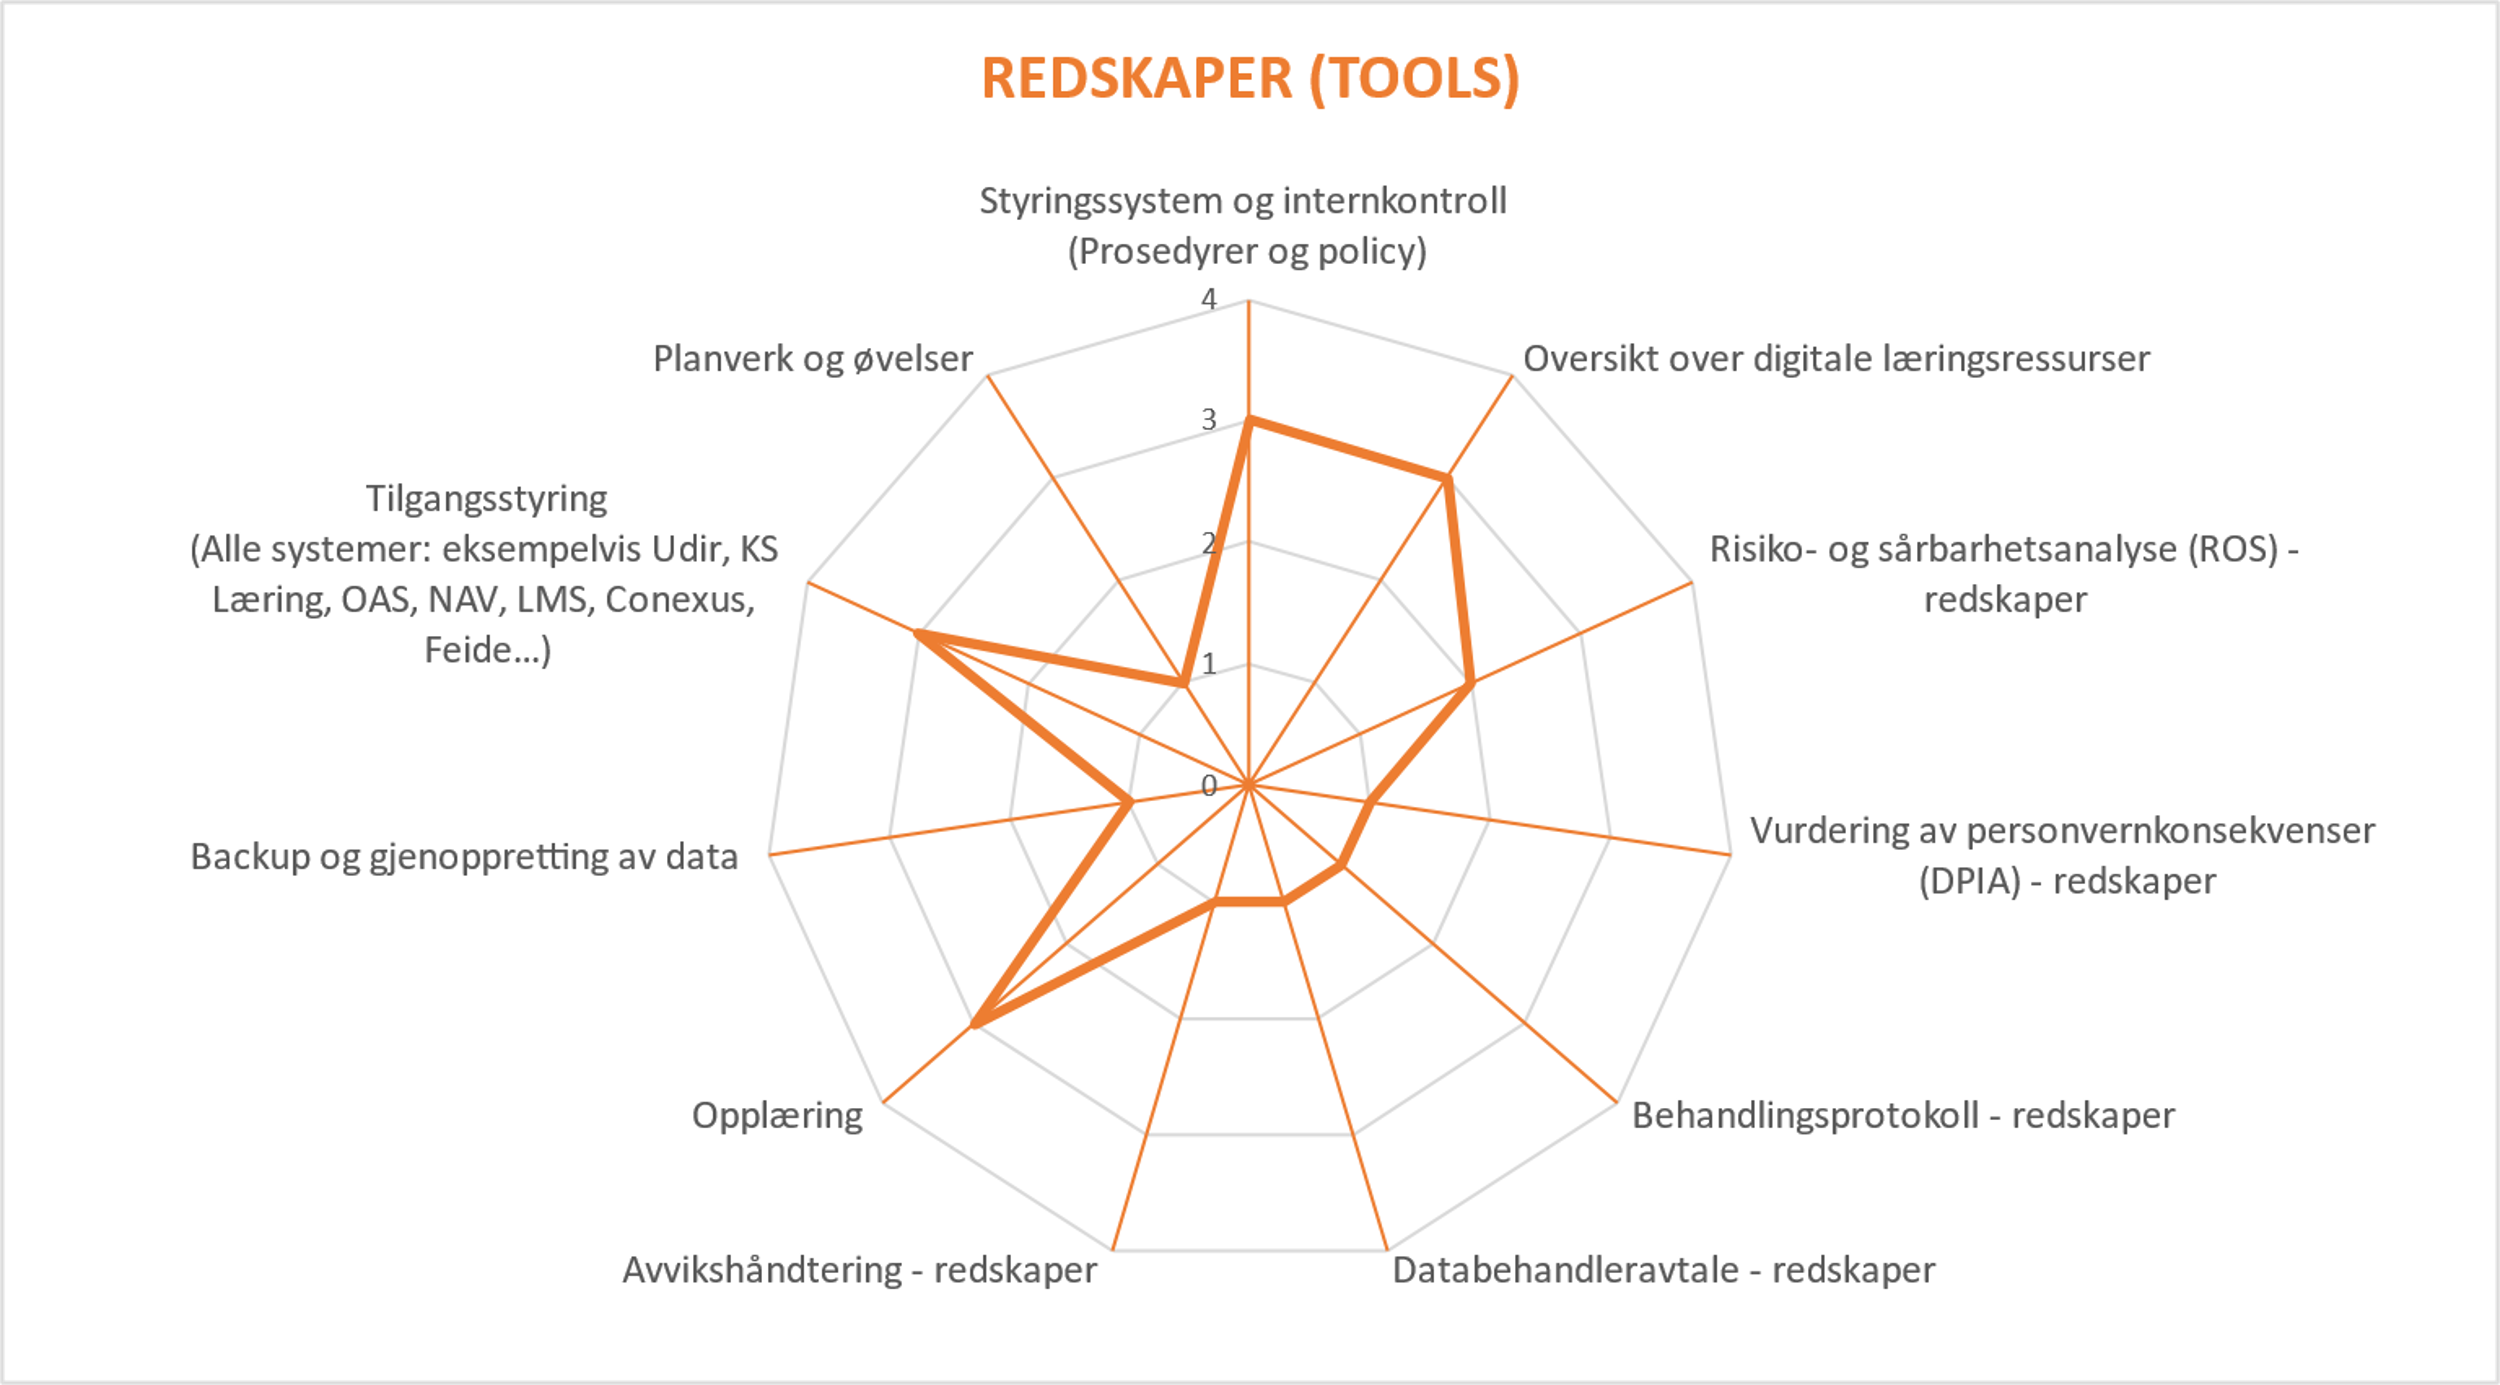 REDSKAPER (TOOLS)
Styringssystem og internkontroll
(Prosedyrer og policy)
4
3
2
1
0
Oversikt over digitale læringsressurser
Risiko- og sårbarhetsanalyse (ROS) -
redskaper
Vurdering av personvernkonsekvenser
(DPIA) - redskaper
Behandlingsprotokoll - redskaper
Databehandleravtale - redskaper
Avvikshåndtering - redskaper
Opplæring
Backup og gjenoppretting av data
Tilgangsstyring
(Alle systemer: eksempelvis Udir, KS
Læring, OAS, NAV, LMS, Conexus,
Feide...)
Planverk og øvelser